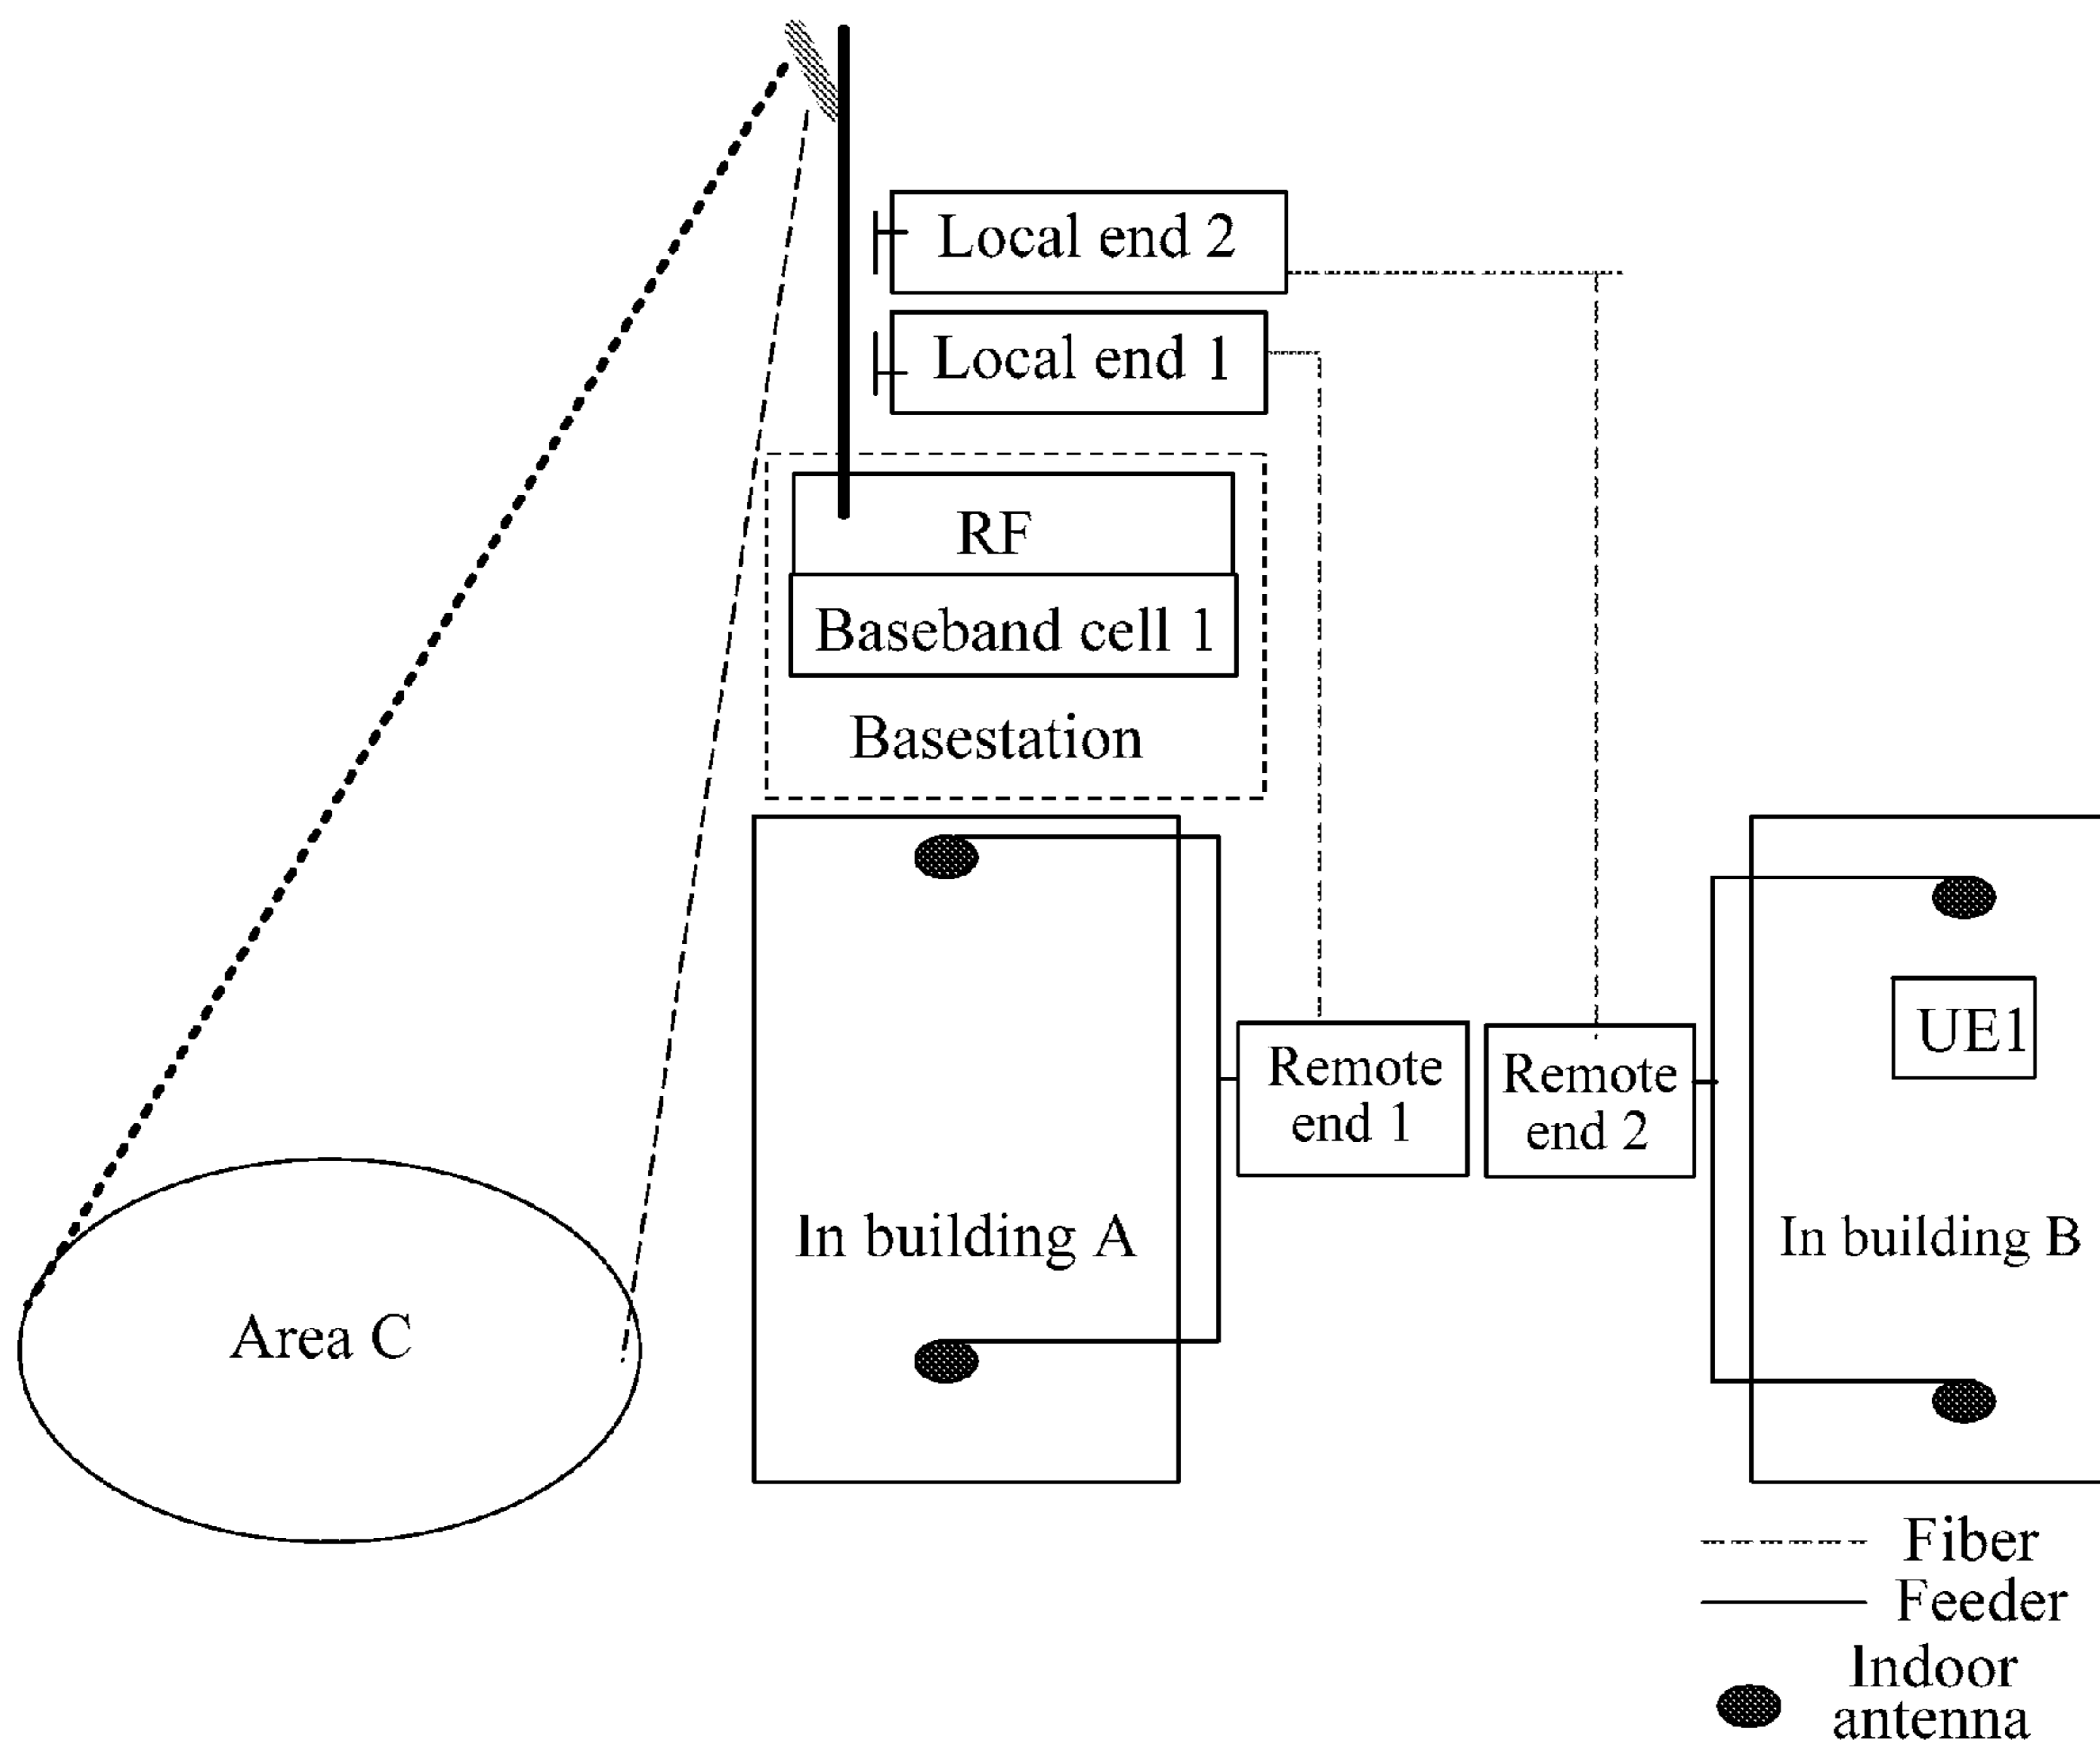 Local end 2
Local end 1
RF
Baseband cell 1
Basestation
UE1
Remote
end 1
Remote
end 2
In building A
In building B
Area C
Fiber
Feeder
Indoor
antenna